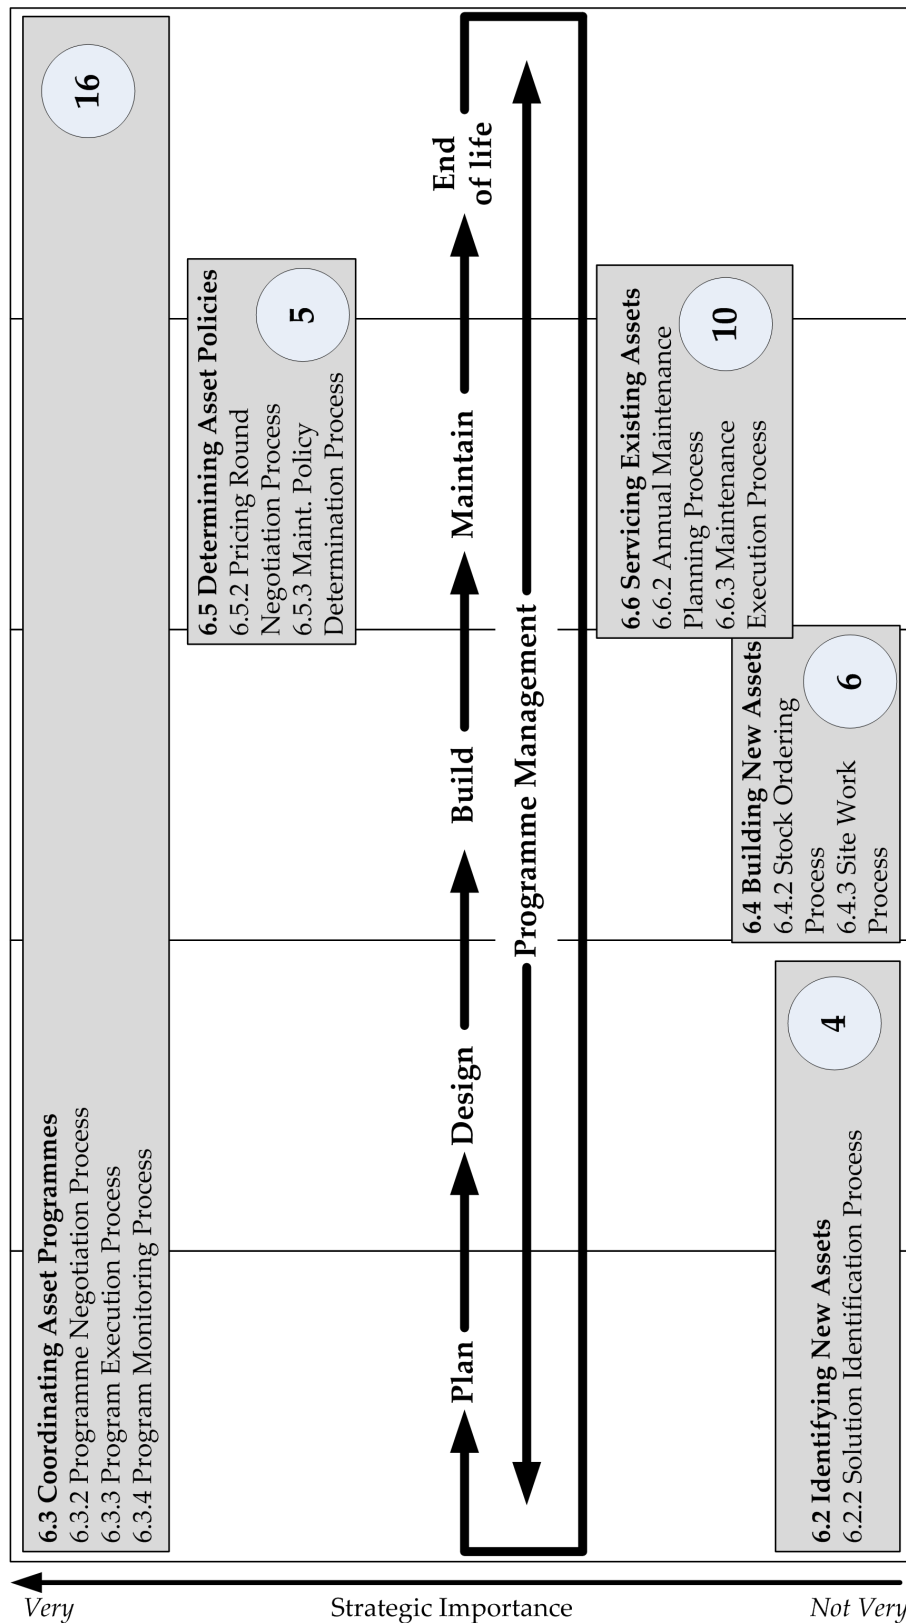 6.3 Coordinating Asset Programmes
6.3.2 Programme Negotiation Process
6.3.3 Program Execution Process
6.3.4 Program Monitoring Process
16
6.5 Determining Asset Policies
6.5.2 Pricing Round
Negotiation Process
6.5.3 Maint. Policy
Determination Process
5
Plan
Design
Build
Maintain
End
of life
Programme Management
6.6 Servicing Existing Assets
6.6.2 Annual Maintenance
Planning Process
6.6.3 Maintenance
Execution Process
10
6.4 Building New Assets
6.4.2 Stock Ordering
Process
6.4.3 Site Work
Process
6
6.2 Identifying New Assets
6.2.2 Solution Identification Process
4
Very
Strategic Importance
Not Very